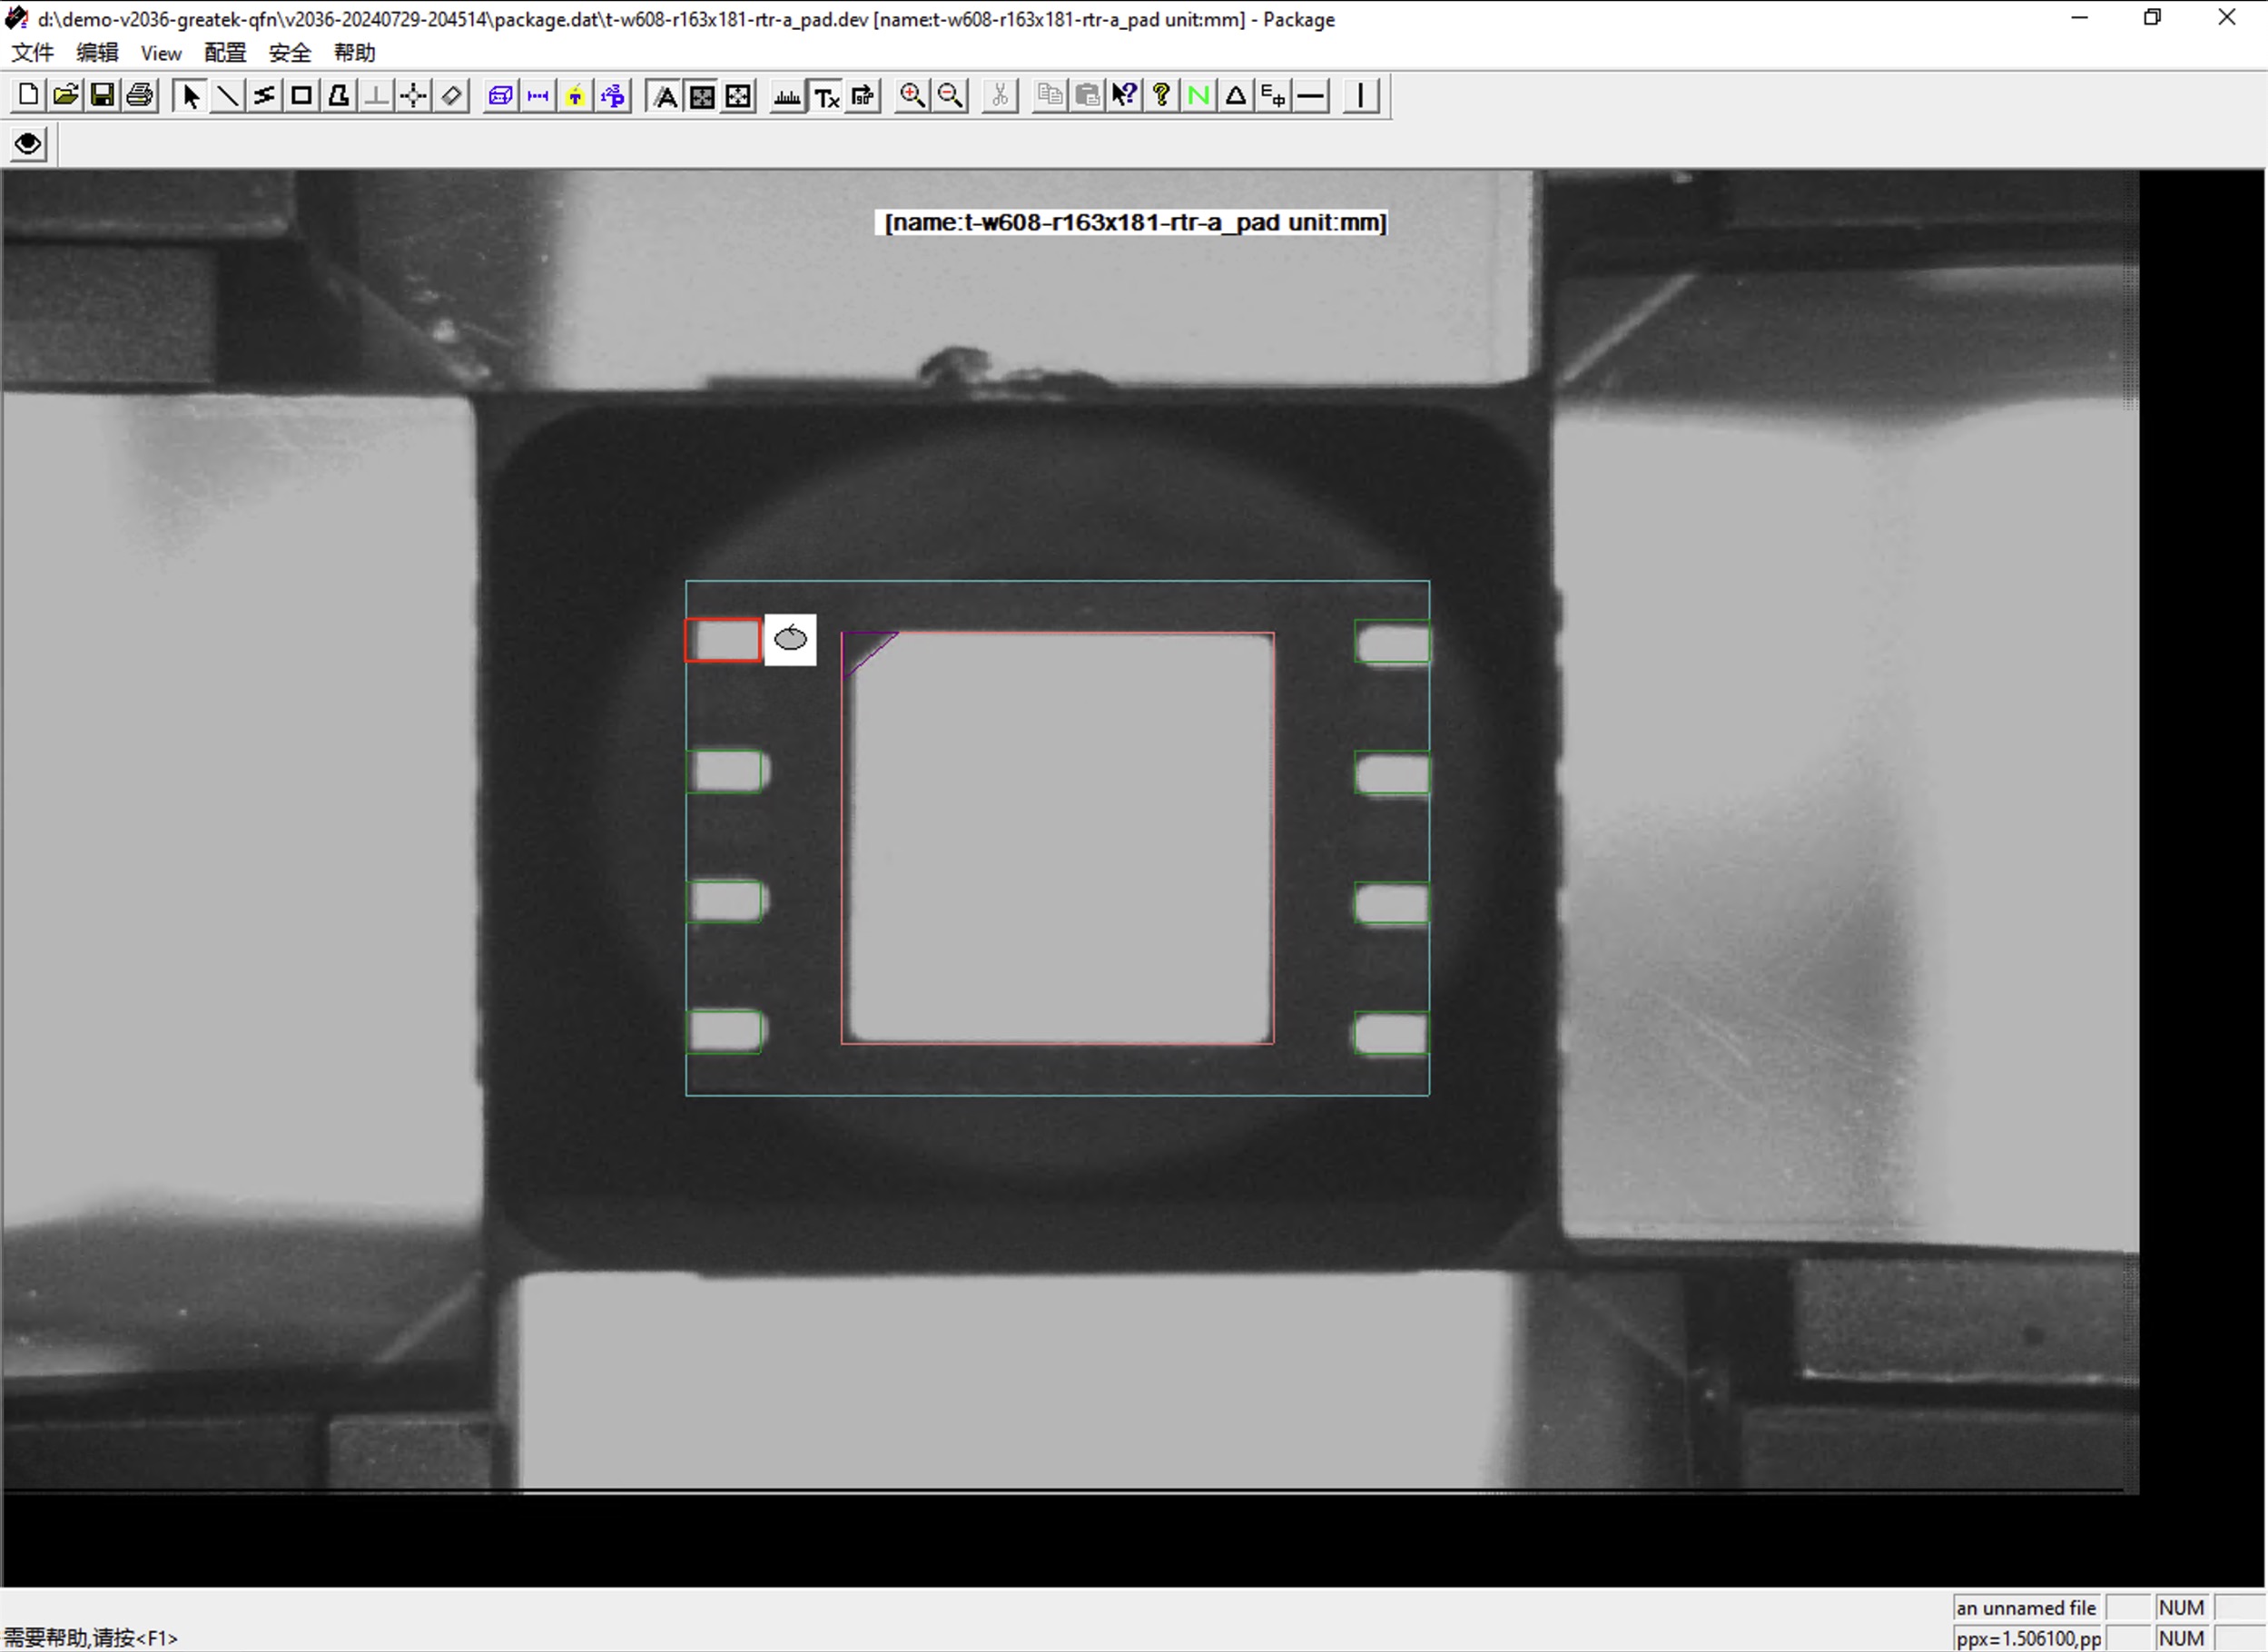 d:\demo-v2036-greatek-qfn\v2036-20240729-204514\package.dat\t-w608-r163x181-rtr-a_pad.dev [name:t-w608-r163x181-rtr-a_pad unit:mm] - Package
文件 编辑 View 配置 安全 帮助
[name:t-w608-r163x181-rtr-a_pad unit:mm]
an unnamed file NUM
需要帮助,请按<F1> ppx=1.506100,pp NUM